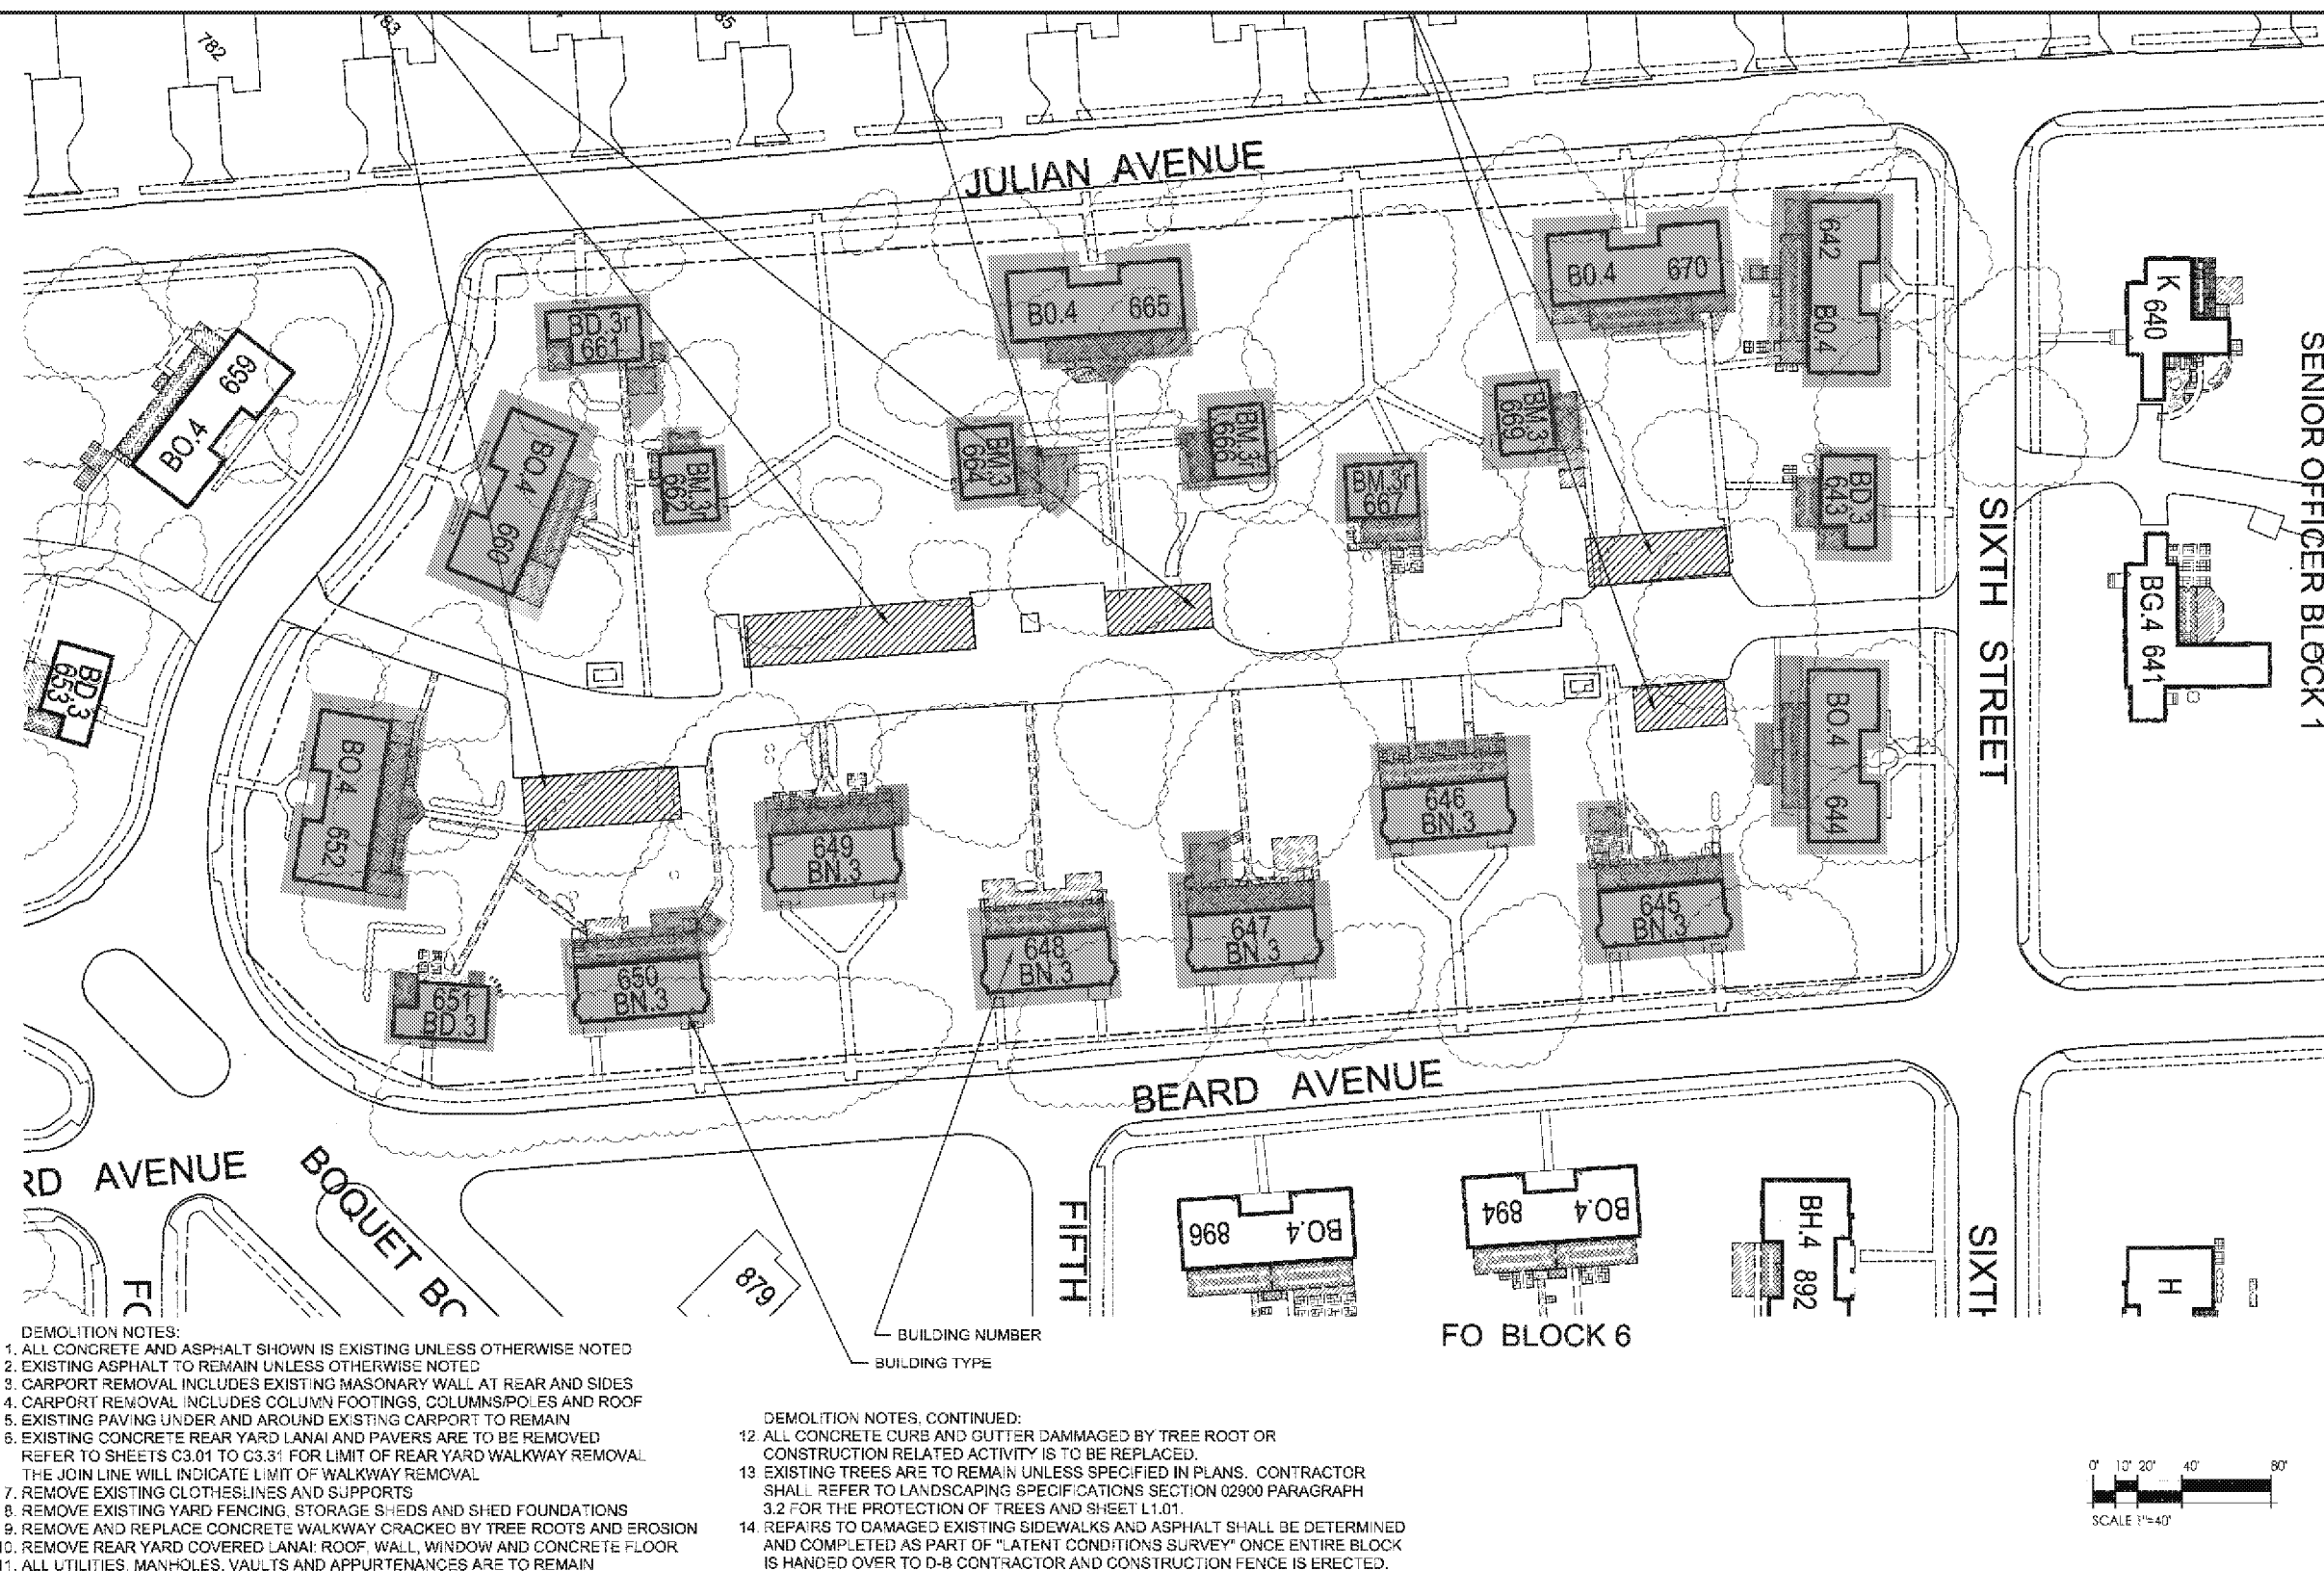 782
783
85
JULIAN AVENUE
642
BO.4
BO.4 670
K
640
BO.4 665
BD.3r
661
659
BO.4
SENIOR OFFICER BLOCK 1
BM.3
669
BM.3r
666
BM.3
664
BO.4
660
BM.3r
662
BM.3r
667
BD.3
643
SIXTH STREET
BG.4 641
BD.3
653
BO.4
652
BO.4
644
646
BN.3
649
BN.3
645
BN.3
647
BN.3
648
BN.3
650
BN.3
651
BD.3
BEARD AVENUE
RD AVENUE
BOQUET BO
FO
879
FIFTH
896 BO.4
894 BO.4
BH.4 892
SIXTH
H
BUILDING NUMBER
BUILDING TYPE
FO BLOCK 6
DEMOLITION NOTES:
1. ALL CONCRETE AND ASPHALT SHOWN IS EXISTING UNLESS OTHERWISE NOTED
2. EXISTING ASPHALT TO REMAIN UNLESS OTHERWISE NOTED
3. CARPORT REMOVAL INCLUDES EXISTING MASONARY WALL AT REAR AND SIDES
4. CARPORT REMOVAL INCLUDES COLUMN FOOTINGS, COLUMNS/POLES AND ROOF
5. EXISTING PAVING UNDER AND AROUND EXISTING CARPORT TO REMAIN
6. EXISTING CONCRETE REAR YARD LANAI AND PAVERS ARE TO BE REMOVED
REFER TO SHEETS C3.01 TO C3.31 FOR LIMIT OF REAR YARD WALKWAY REMOVAL
THE JOIN LINE WILL INDICATE LIMIT OF WALKWAY REMOVAL
7. REMOVE EXISTING CLOTHESLINES AND SUPPORTS
8. REMOVE EXISTING YARD FENCING, STORAGE SHEDS AND SHED FOUNDATIONS
9. REMOVE AND REPLACE CONCRETE WALKWAY CRACKED BY TREE ROOTS AND EROSION
10. REMOVE REAR YARD COVERED LANAI: ROOF, WALL, WINDOW AND CONCRETE FLOOR
11. ALL UTILITIES, MANHOLES, VAULTS AND APPURTENANCES ARE TO REMAIN
DEMOLITION NOTES, CONTINUED:
12. ALL CONCRETE CURB AND GUTTER DAMMAGED BY TREE ROOT OR
CONSTRUCTION RELATED ACTIVITY IS TO BE REPLACED.
13. EXISTING TREES ARE TO REMAIN UNLESS SPECIFIED IN PLANS. CONTRACTOR
SHALL REFER TO LANDSCAPING SPECIFICATIONS SECTION 02900 PARAGRAPH
3.2 FOR THE PROTECTION OF TREES AND SHEET L1.01.
14. REPAIRS TO DAMAGED EXISTING SIDEWALKS AND ASPHALT SHALL BE DETERMINED
AND COMPLETED AS PART OF "LATENT CONDITIONS SURVEY" ONCE ENTIRE BLOCK
IS HANDED OVER TO D-B CONTRACTOR AND CONSTRUCTION FENCE IS ERECTED.
0' 10' 20' 40' 80'
SCALE 1"=40'